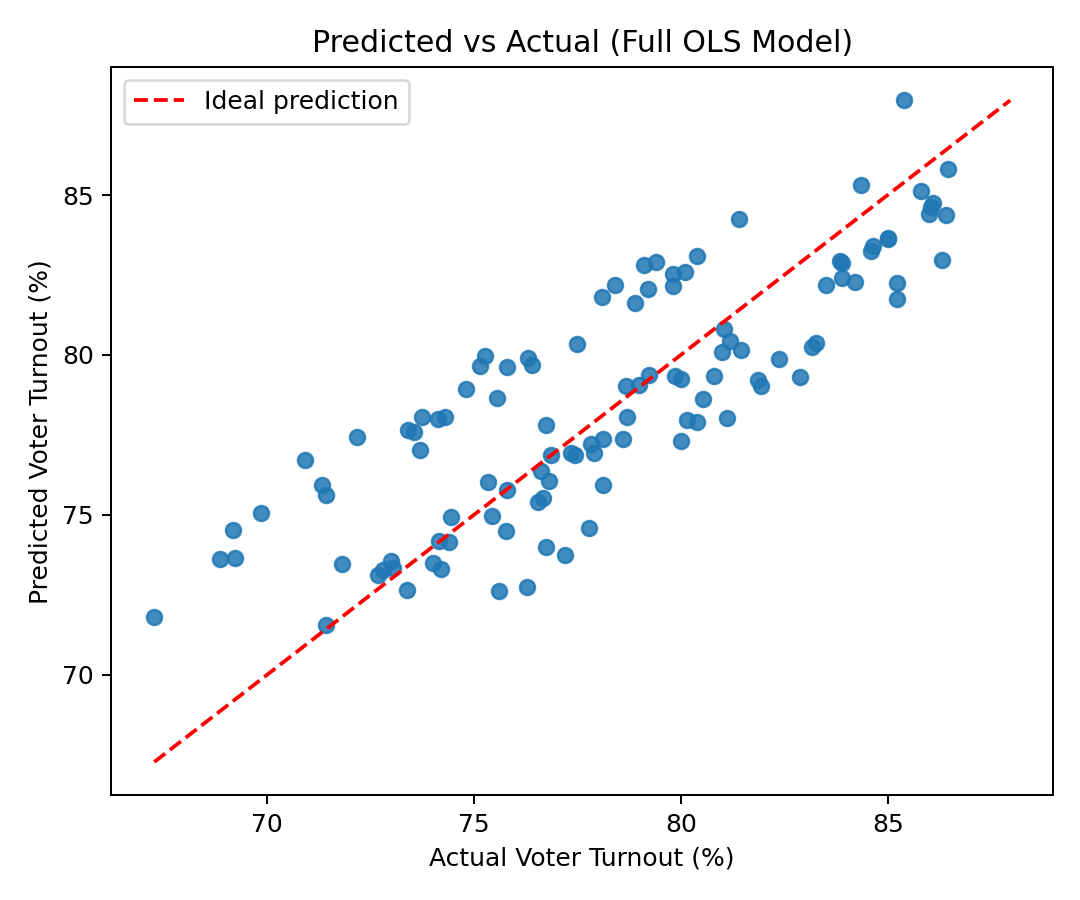 Predicted vs Actual (Full OLS Model)
Ideal prediction
Predicted Voter Turnout (%)
85
80
75
70
70 75 80 85
Actual Voter Turnout (%)